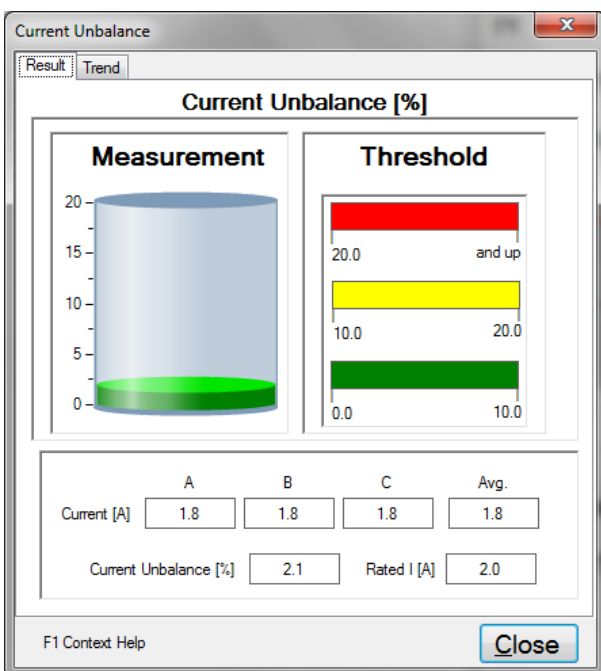 Current Unbalance
Result Trend
Current Unbalance [%]
Measurement
20
15
10
5
0
Threshold
20.0 and up
10.0 20.0
0.0 10.0
A B C Avg.
Current [A] 1.8 1.8 1.8 1.8
Current Unbalance [%] 2.1 Rated I [A] 2.0
F1 Context Help
Close